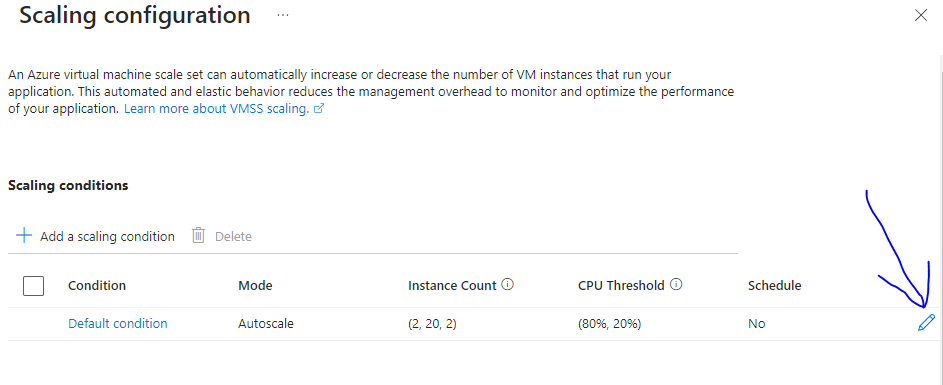 Scaling configuration ...
An Azure virtual machine scale set can automatically increase or decrease the number of VM instances that run your
application. This automated and elastic behavior reduces the management overhead to monitor and optimize the performance
of your application. Learn more about VMSS scaling.
Scaling conditions
Add a scaling condition Delete
Condition Mode Instance Count CPU Threshold Schedule
Default condition Autoscale (2, 20, 2) (80%, 20%) No